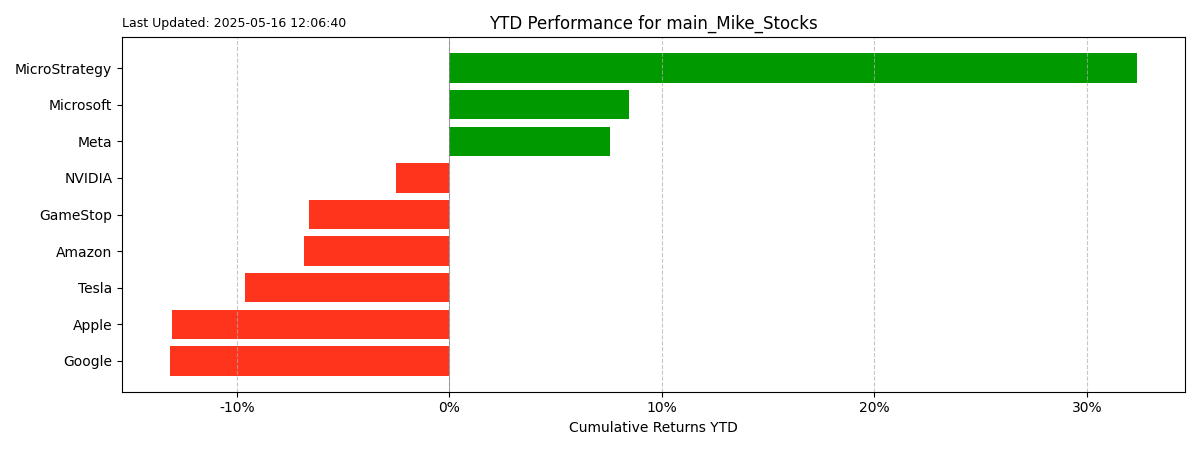 Last Updated: 2025-05-16 12:06:40
YTD Performance for main_Mike_Stocks
MicroStrategy
Microsoft
Meta
NVIDIA
GameStop
Amazon
Tesla
Apple
Google
-10% 0% 10% 20% 30%
Cumulative Returns YTD